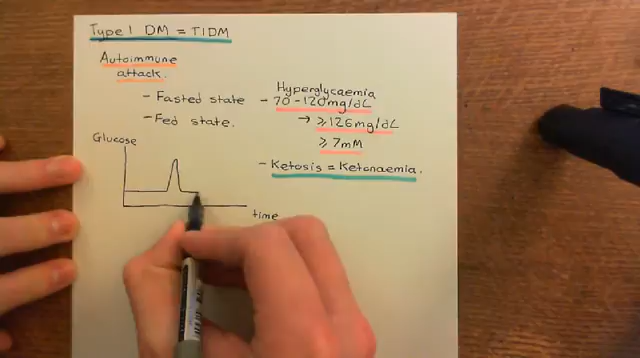 Type 1 DM = T1DM
Autoimmune
attack.
- Fasted state
- Fed state.
Hyperglycaemia
- 70-120mg/dL
→ ≥126mg/dL
≥7mM
- Ketosis = Ketonaemia.
Glucose
time